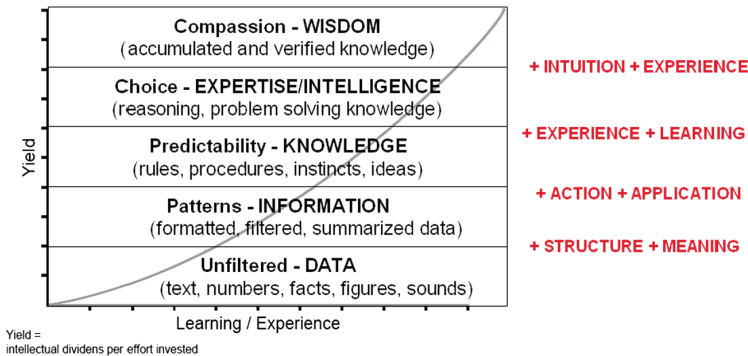 Compassion - WISDOM
(accumulated and verified knowledge)
+ INTUITION + EXPERIENCE
Choice - EXPERTISE/INTELLIGENCE
(reasoning, problem solving knowledge)
+ EXPERIENCE + LEARNING
Predictability - KNOWLEDGE
(rules, procedures, instincts, ideas)
+ ACTION + APPLICATION
Patterns - INFORMATION
(formatted, filtered, summarized data)
+ STRUCTURE + MEANING
Unfiltered - DATA
(text, numbers, facts, figures, sounds)
Yield
Learning / Experience
Yield =
intellectual dividens per effort invested